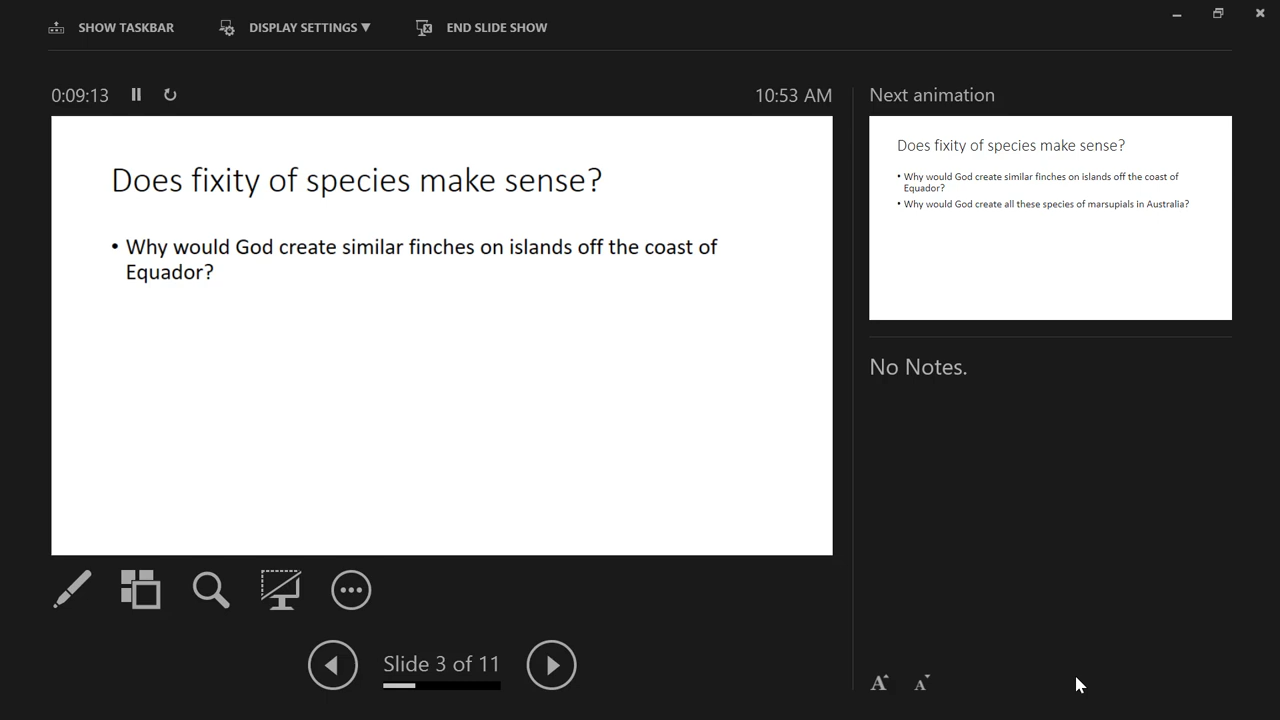 SHOW TASKBAR
DISPLAY SETTINGS ▼
END SLIDE SHOW
0:09:13
10:53 AM
Next animation
Does fixity of species make sense?
• Why would God create similar finches on islands off the coast of
Equador?
Does fixity of species make sense?
• Why would God create similar finches on islands off the coast of
Equador?
• Why would God create all these species of marsupials in Australia?
No Notes.
Slide 3 of 11
A A